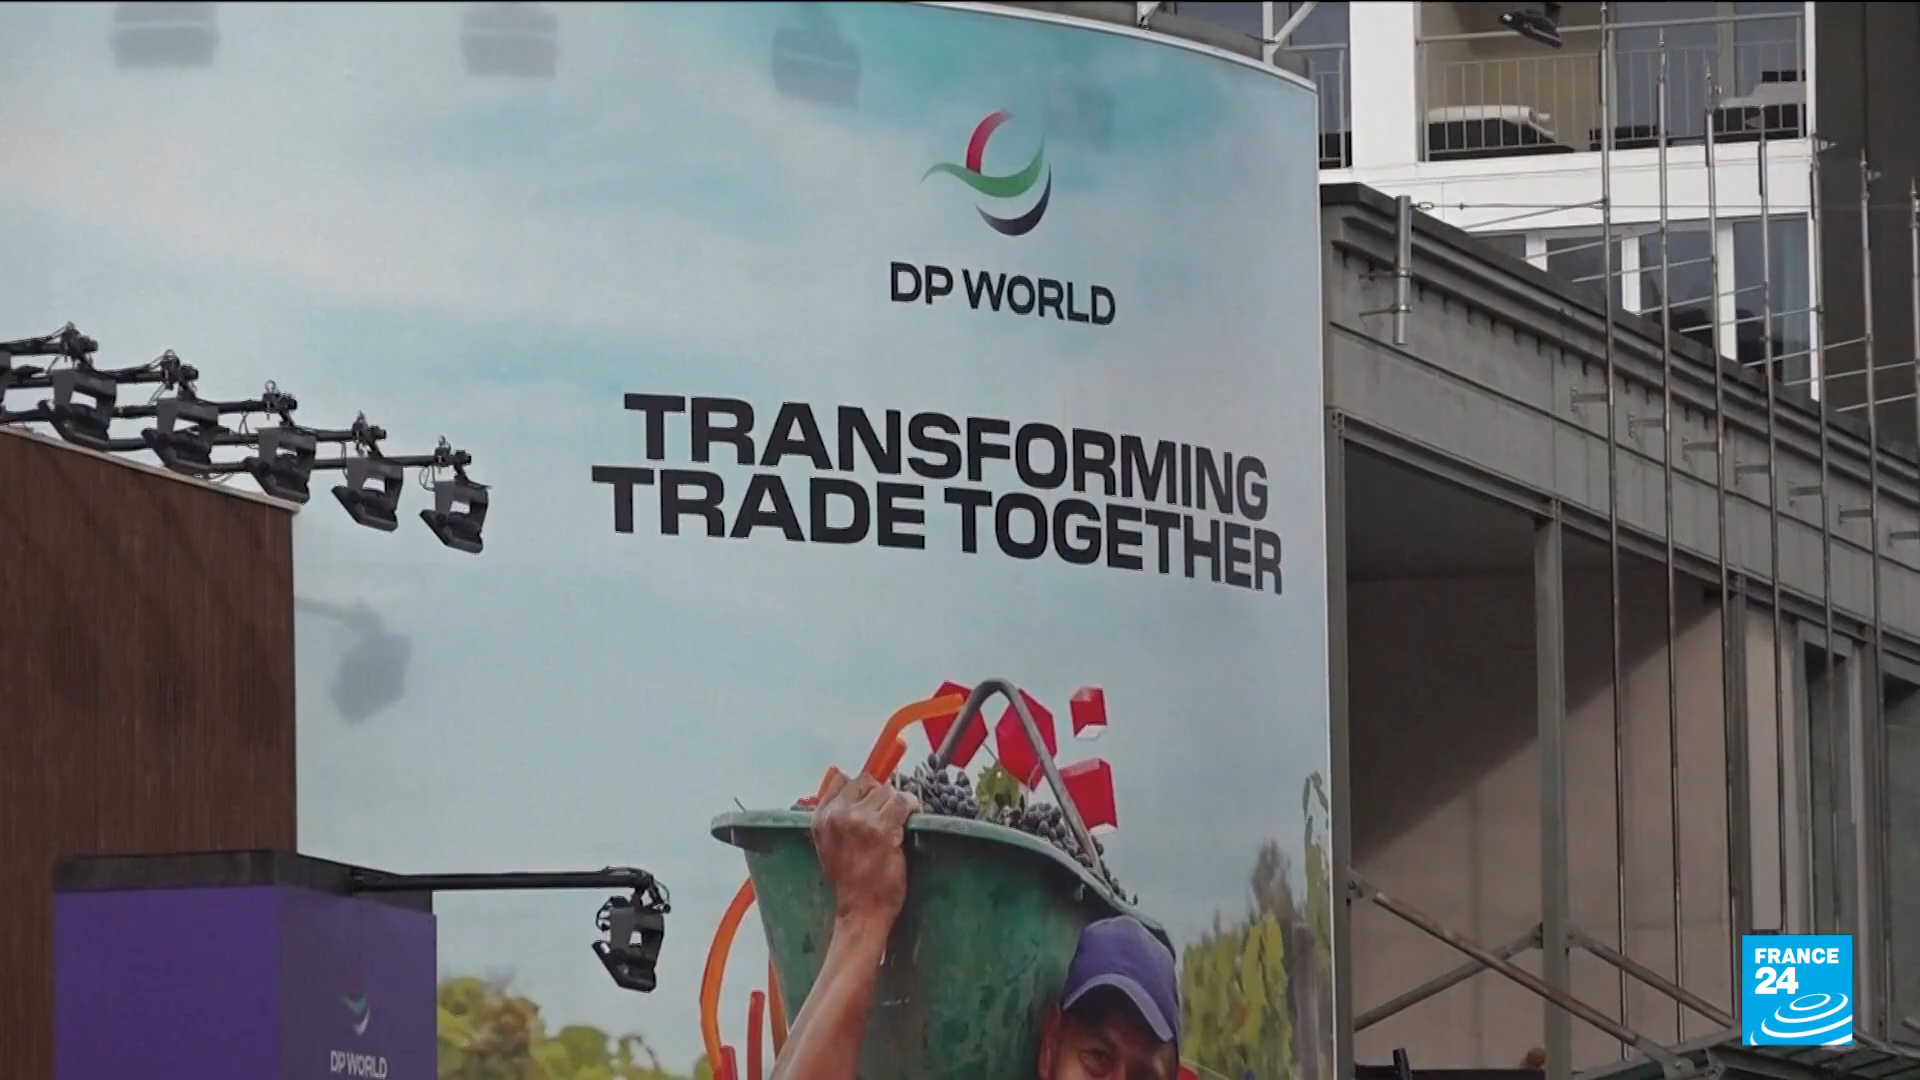 DP WORLD
TRANSFORMING
TRADE TOGETHER
DP WORLD
FRANCE
24